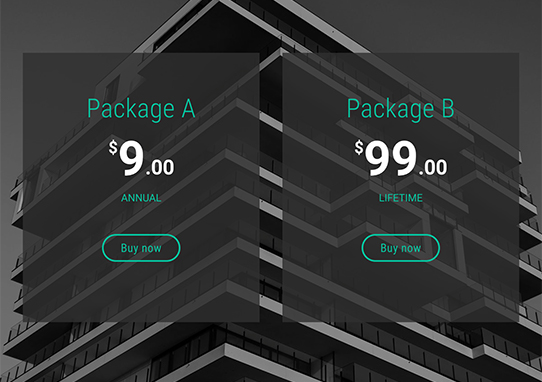 Package A
$9.00
ANNUAL
Buy now
Package B
$99.00
LIFETIME
Buy now